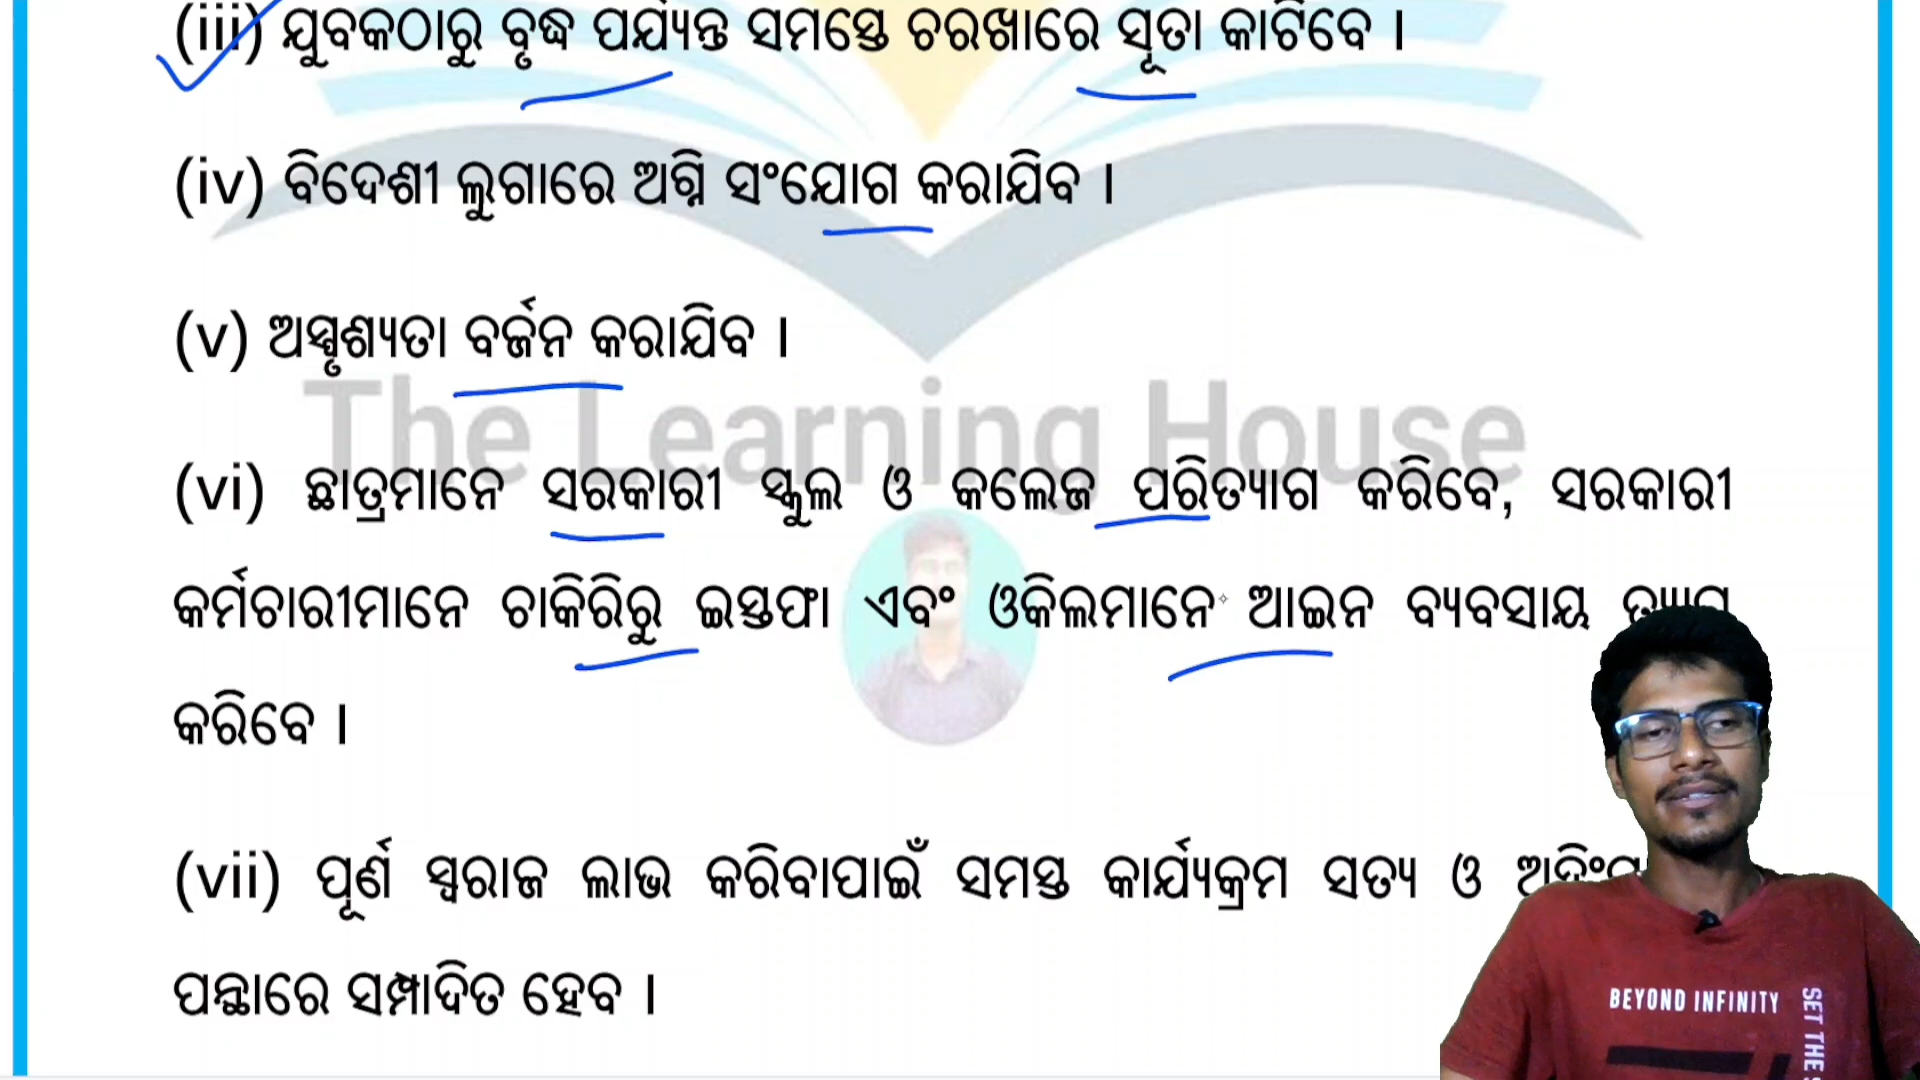 (iii) ଯୁବକଠାରୁ ବୃଦ୍ଧ ପର୍ଯ୍ୟନ୍ତ ସମସ୍ତେ ଚରଖାରେ ସୂତା କାଟିବେ ।
(iv) ବିଦେଶୀ ଲୁଗାରେ ଅଗ୍ନି ସଂଯୋଗ କରାଯିବ ।
(v) ଅସ୍ପୃଶ୍ୟତା ବର୍ଜନ କରାଯିବ ।
The Learning House
(vi) ଛାତ୍ରମାନେ ସରକାରୀ ସ୍କୁଲ ଓ କଲେଜ ପରିତ୍ୟାଗ କରିବେ, ସରକାରୀ
କର୍ମଚାରୀମାନେ ଚାକିରିରୁ ଇସ୍ତଫା ଏବଂ ଓକିଲମାନେ ଆଇନ ବ୍ୟବସାୟ
କରିବେ ।
(vii) ପୂର୍ଣ ସ୍ୱରାଜ ଲାଭ କରିବାପାଇଁ ସମସ୍ତ କାର୍ଯ୍ୟକ୍ରମ ସତ୍ୟ ଓ
ପନ୍ଥାରେ ସମ୍ପାଦିତ ହେବ ।
BEYOND INFINITY
SET THE